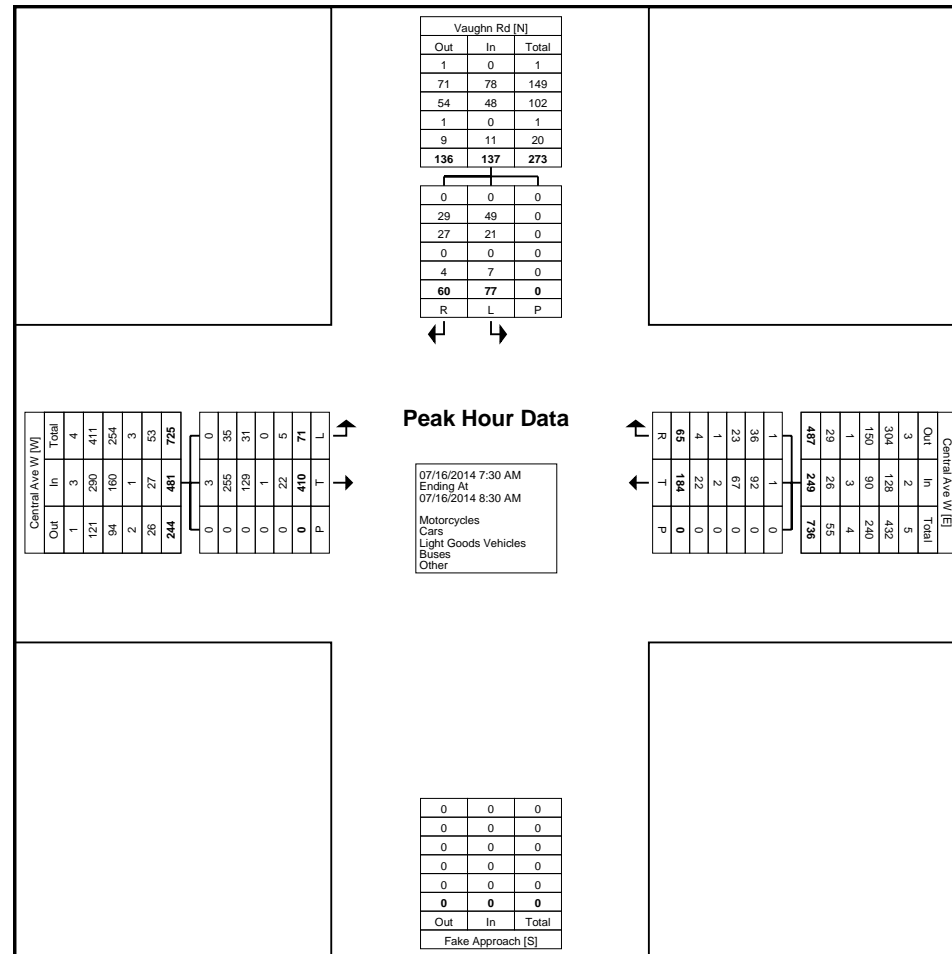 Vaughn Rd [N]
Out In Total
1 0 1
71 78 149
54 48 102
1 0 1
9 11 20
136 137 273
0 0 0
29 49 0
27 21 0
0 0 0
4 7 0
60 77 0
R L P
Central Ave W [W]
Out In Total
1 3 4
121 290 411
94 160 254
2 1 3
26 27 53
244 481 725
0 3 0
0 255 35
0 129 31
0 1 0
0 22 5
0 410 71
P T L
Peak Hour Data
07/16/2014 7:30 AM
Ending At
07/16/2014 8:30 AM
Motorcycles
Cars
Light Goods Vehicles
Buses
Other
Central Ave W [E]
Out In Total
3 2 5
304 128 432
150 90 240
1 3 4
29 26 55
487 249 736
1 1 0
36 92 0
23 67 0
1 2 0
4 22 0
65 184 0
R T P
0 0 0
0 0 0
0 0 0
0 0 0
0 0 0
0 0 0
Out In Total
Fake Approach [S]